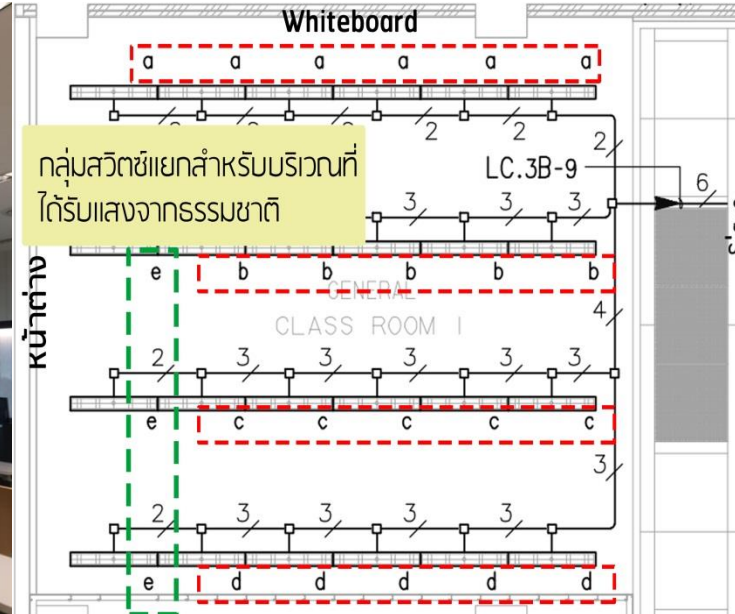 Whiteboard
a a a a a a
2 2 2 2 2 2
กลุ่มสวิตซ์แยกสำหรับบริเวณที่
ได้รับแสงจากธรรมชาติ
LC.3B-9
6
3 3 3
หน้าต่าง
e b b b b b
GENERAL
CLASS ROOM 1
4
2 3 3 3 3 3
e c c c c c
3
2 3 3 3 3
e d d d d d